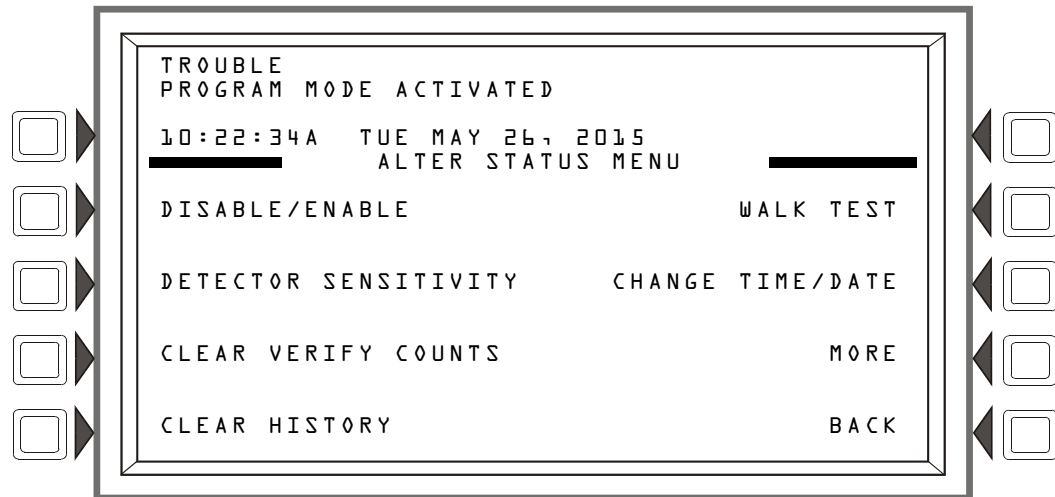 TROUBLE
PROGRAM MODE ACTIVATED
10:22:34A TUE MAY 26, 2015
ALTER STATUS MENU
DISABLE/ENABLE WALK TEST
DETECTOR SENSITIVITY CHANGE TIME/DATE
CLEAR VERIFY COUNTS MORE
CLEAR HISTORY BACK